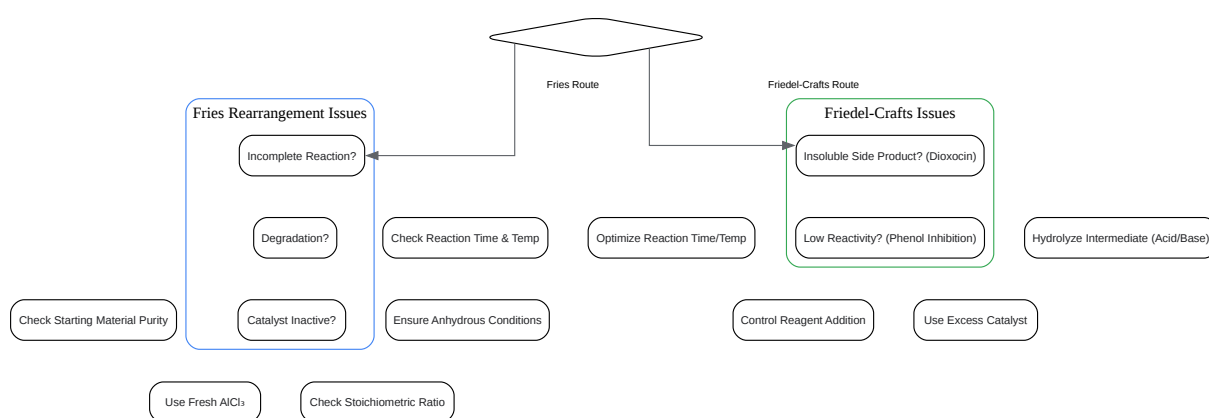 Fries Route
Friedel-Crafts Route
Fries Rearrangement Issues
Friedel-Crafts Issues
Incomplete Reaction?
Insoluble Side Product? (Dioxocin)
Degradation?
Check Reaction Time & Temp
Optimize Reaction Time/Temp
Low Reactivity? (Phenol Inhibition)
Hydrolyze Intermediate (Acid/Base)
Check Starting Material Purity
Catalyst Inactive?
Ensure Anhydrous Conditions
Control Reagent Addition
Use Excess Catalyst
Use Fresh AlCl₃
Check Stoichiometric Ratio